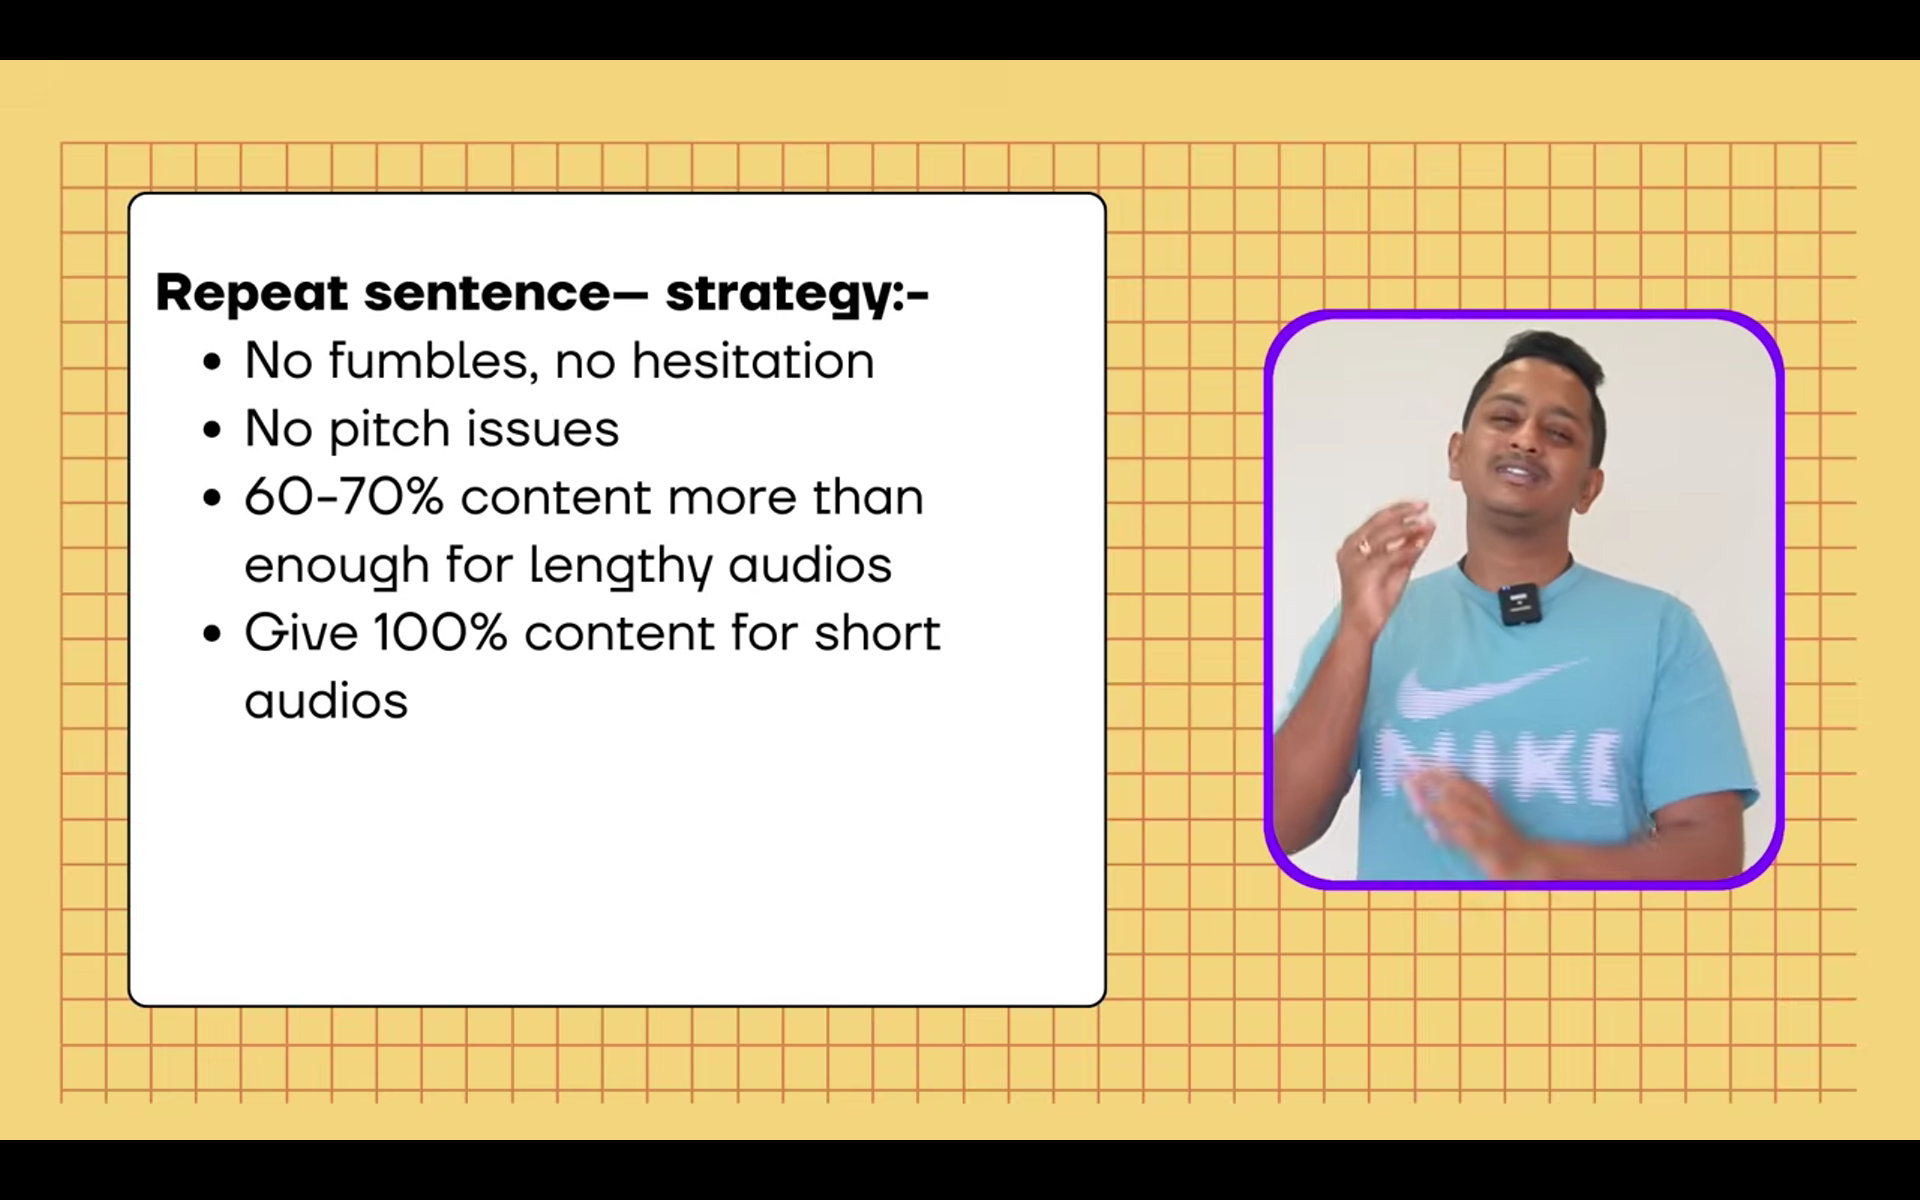 Repeat sentence— strategy:-
• No fumbles, no hesitation
• No pitch issues
• 60-70% content more than
enough for lengthy audios
• Give 100% content for short
audios
NIKE